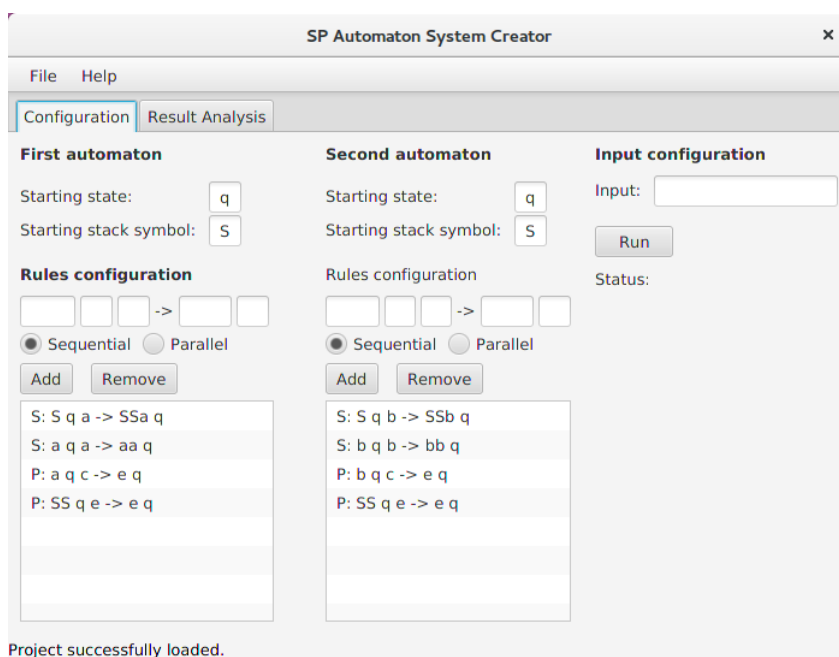 SP Automaton System Creator
×
File Help
Configuration Result Analysis
First automaton
Starting state: q
Starting stack symbol: S
Rules configuration
->
Sequential Parallel
Add Remove
S: S q a -> SSa q
S: a q a -> aa q
P: a q c -> e q
P: SS q e -> e q
Second automaton
Starting state: q
Starting stack symbol: S
Rules configuration
->
Sequential Parallel
Add Remove
S: S q b -> SSb q
S: b q b -> bb q
P: b q c -> e q
P: SS q e -> e q
Input configuration
Input:
Run
Status:
Project successfully loaded.